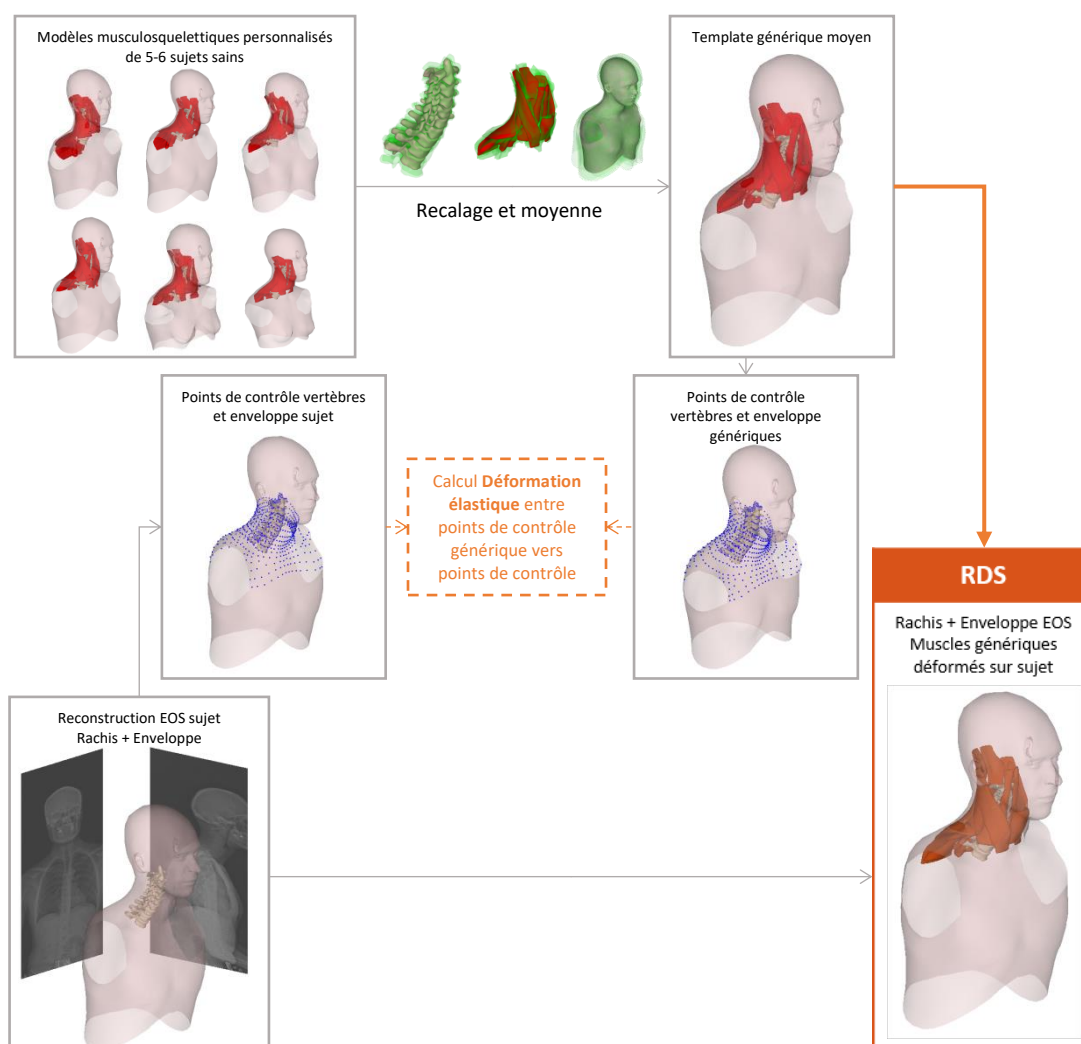 Modèles musculosquelettiques personnalisés
de 5-6 sujets sains
Template générique moyen
Recalage et moyenne
Points de contrôle vertèbres
et enveloppe sujet
Points de contrôle
vertèbres et enveloppe
génériques
Calcul Déformation
élastique entre
points de contrôle
générique vers
points de contrôle
RDS
Rachis + Enveloppe EOS
Muscles génériques
déformés sur sujet
Reconstruction EOS sujet
Rachis + Enveloppe